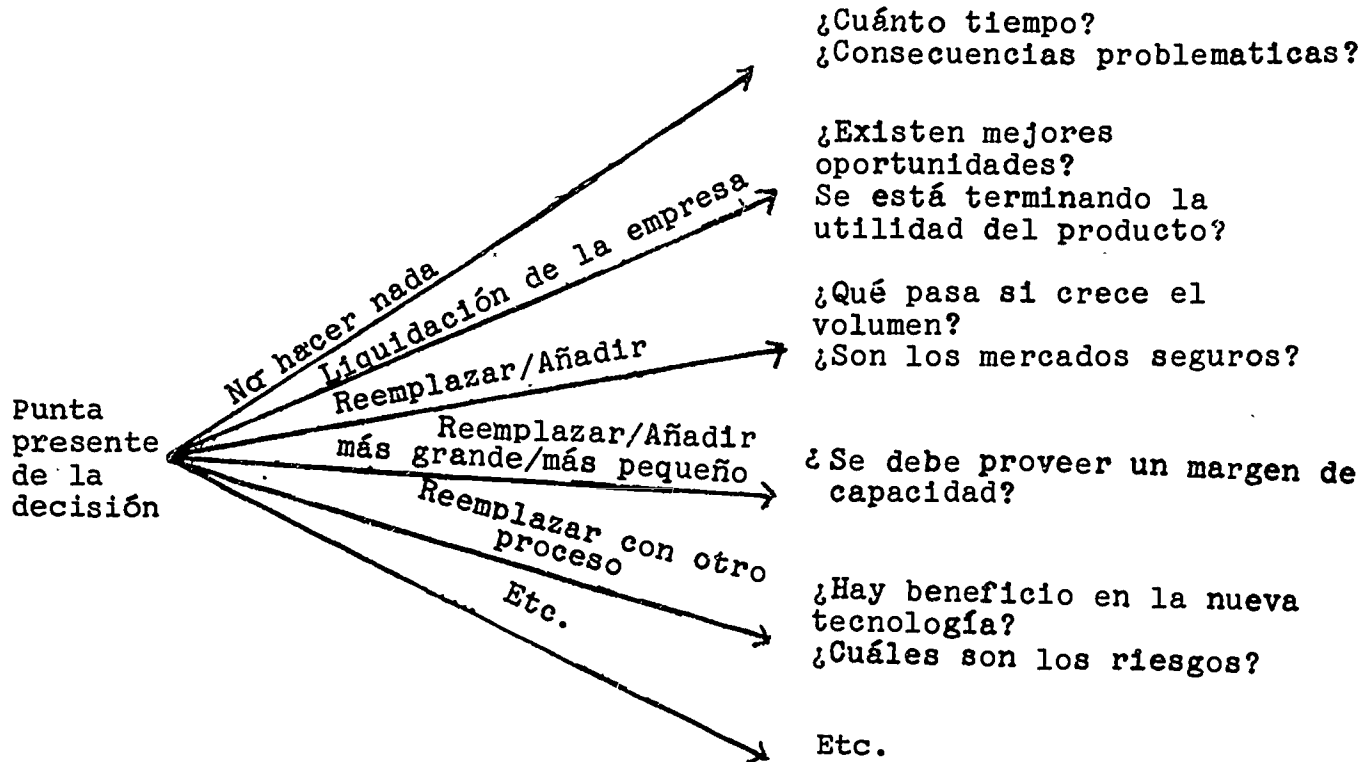 ¿Cuánto tiempo?
¿Consecuencias problematicas?
¿Existen mejores
oportunidades?
Se está terminando la
utilidad del producto?
¿Qué pasa si crece el
volumen?
¿Son los mercados seguros?
¿Se debe proveer un margen de
capacidad?
¿Hay beneficio en la nueva
tecnología?
¿Cuáles son los riesgos?
Etc.
No hacer nada
Liquidación de la empresa
Reemplazar/Añadir
Reemplazar/Añadir
más grande/más pequeño
Reemplazar con otro
proceso
Etc.
Punta
presente
de la
decisión